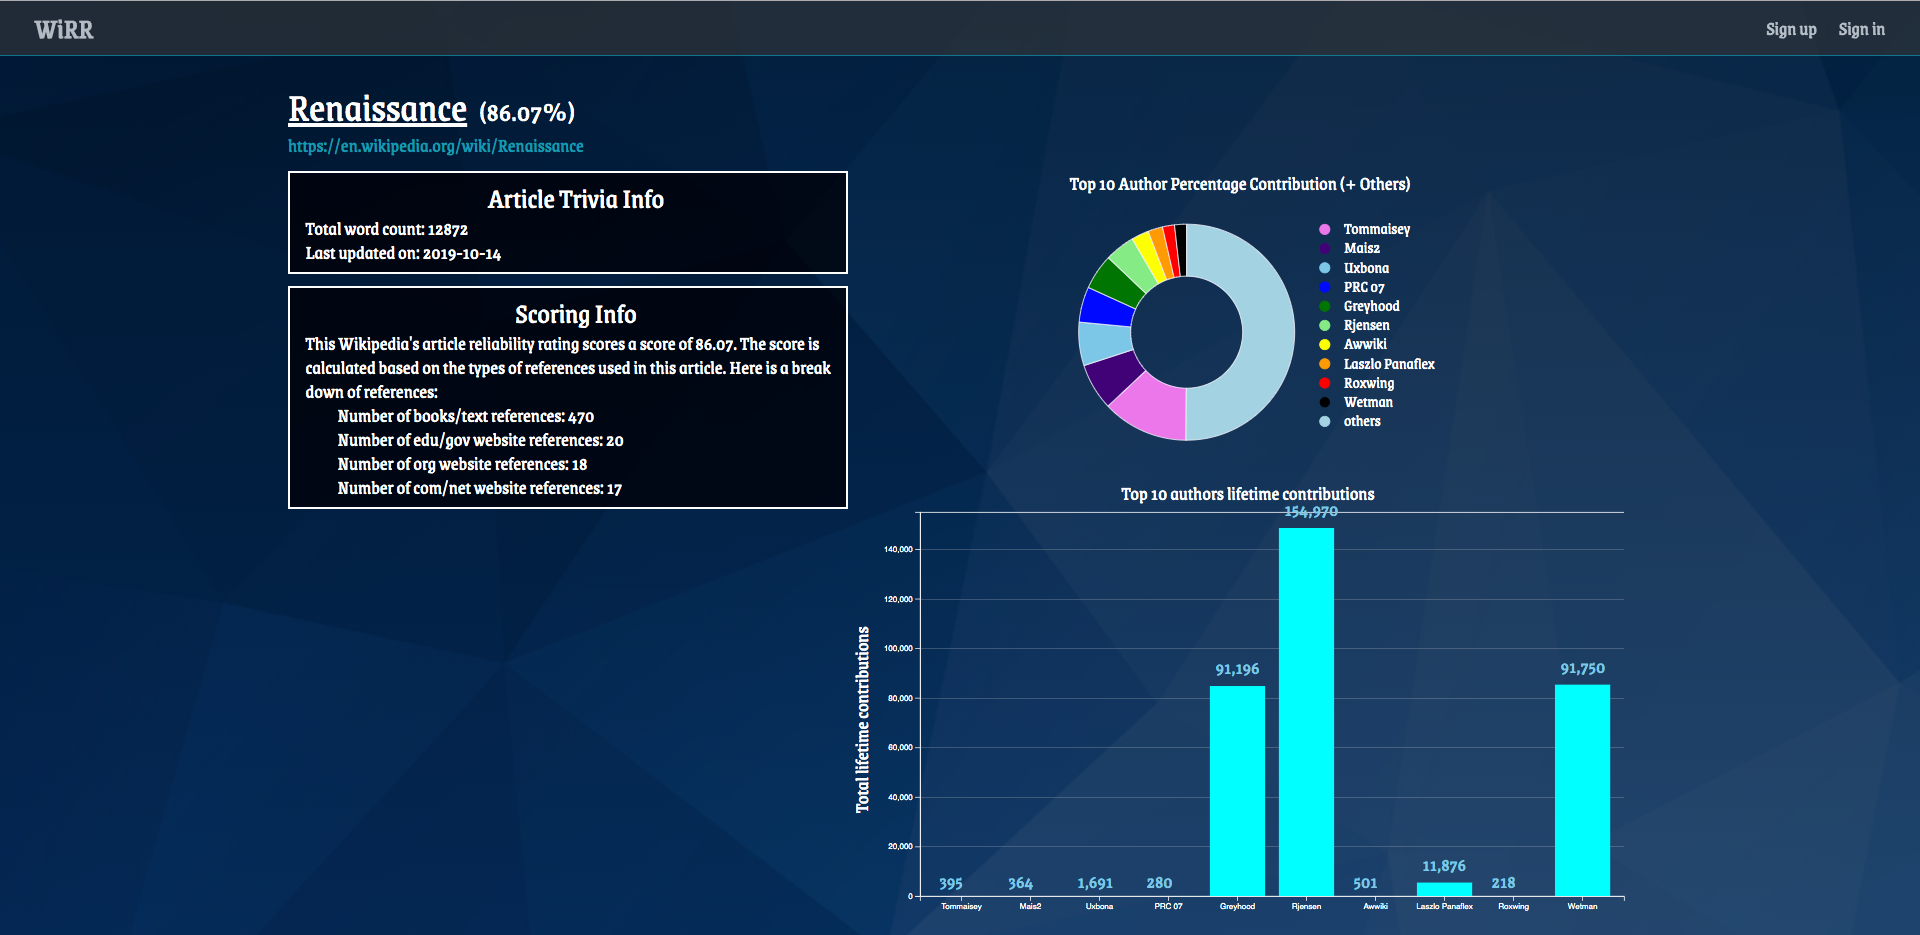 WiRR
Sign up
Sign in
Renaissance (86.07%)
https://en.wikipedia.org/wiki/Renaissance
Article Trivia Info
Total word count: 12872
Last updated on: 2019-10-14
Scoring Info
This Wikipedia's article reliability rating scores a score of 86.07. The score is
calculated based on the types of references used in this article. Here is a break
down of references:
Number of books/text references: 470
Number of edu/gov website references: 20
Number of org website references: 18
Number of com/net website references: 17
Top 10 Author Percentage Contribution (+ Others)
Tommaisey
Mais2
Uxbona
PRC 07
Greyhood
Rjensen
Awwiki
Laszlo Panaflex
Roxwing
Wetman
others
Top 10 authors lifetime contributions
Total lifetime contributions
140,000
120,000
100,000
80,000
60,000
40,000
20,000
0
395
364
1,691
280
91,196
154,970
501
11,876
218
91,750
Tommaisey
Mais2
Uxbona
PRC 07
Greyhood
Rjensen
Awwiki
Laszlo Panaflex
Roxwing
Wetman